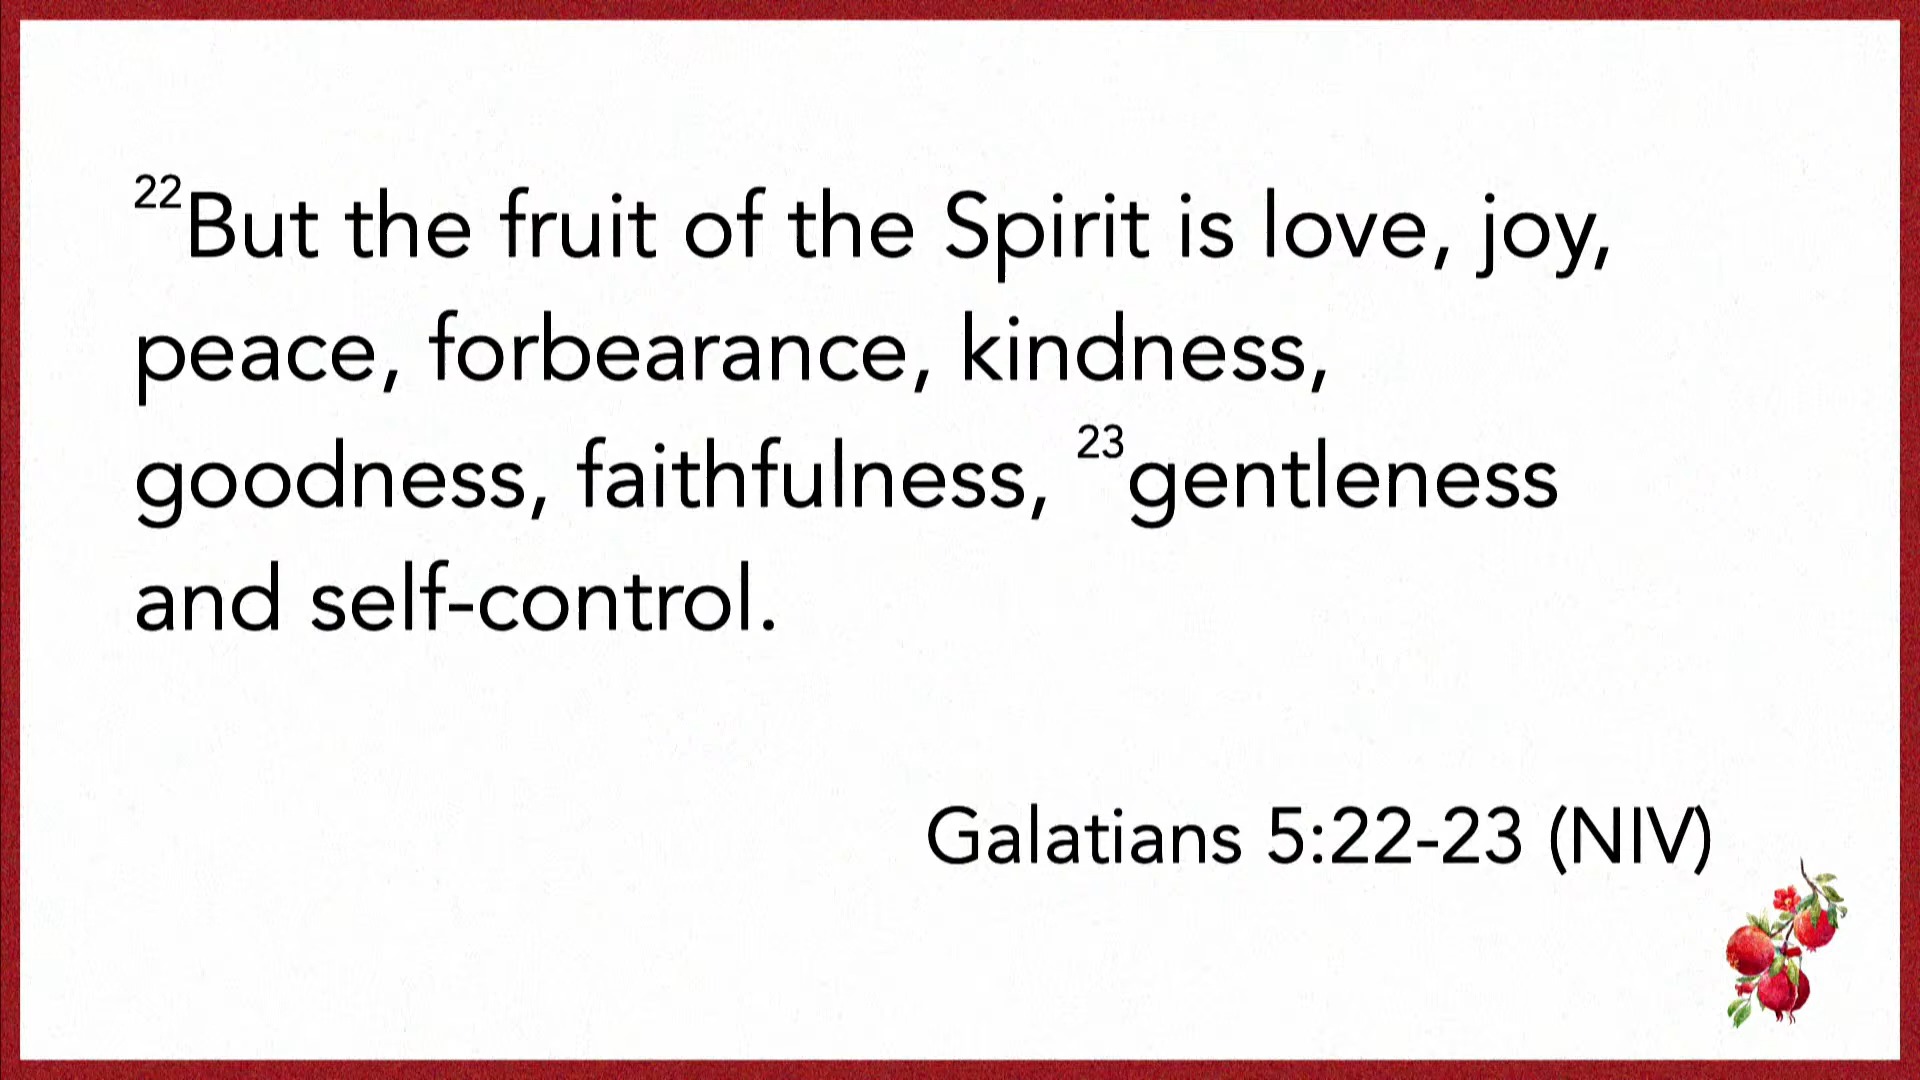 ²²But the fruit of the Spirit is love, joy,
peace, forbearance, kindness,
goodness, faithfulness, ²³gentleness
and self-control.
Galatians 5:22-23 (NIV)